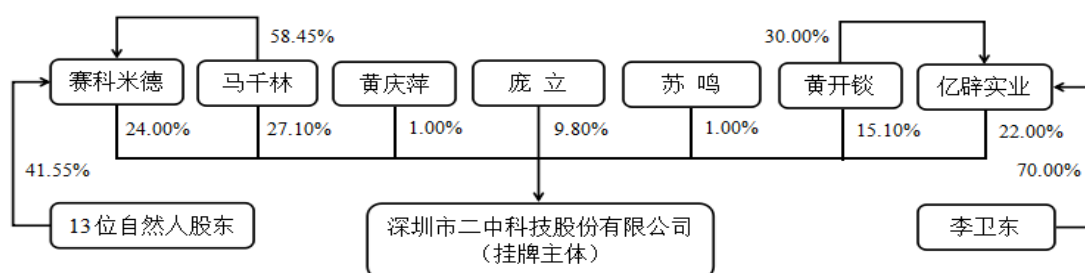 58.45%
30.00%
赛科米德
马千林
黄庆萍
庞 立
苏 鸣
黄开锬
亿辟实业
24.00%
27.10%
1.00%
9.80%
1.00%
15.10%
22.00%
41.55%
70.00%
13位自然人股东
深圳市二中科技股份有限公司
（挂牌主体）
李卫东